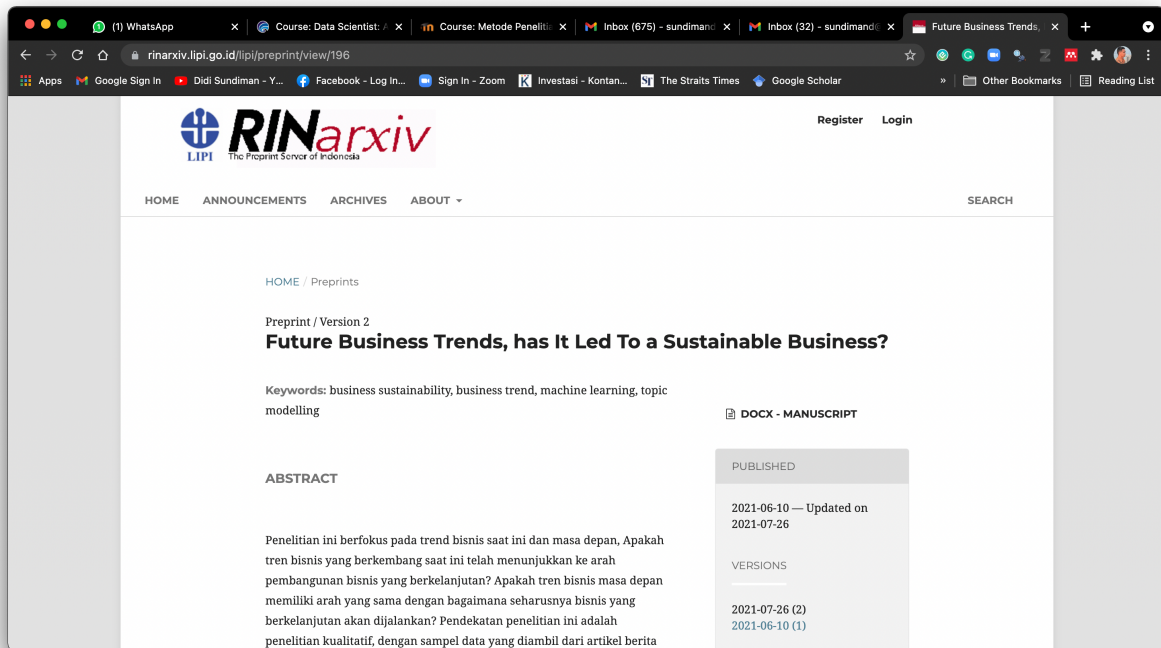 (1) WhatsApp
Course: Data Scientist: A
Course: Metode Penelitia
Inbox (675) - sundimand
Inbox (32) - sundimand@
Future Business Trends,
rinarxiv.lipi.go.id/lipi/preprint/view/196
Apps
Google Sign In
Didi Sundiman - Y...
Facebook - Log In...
Sign In - Zoom
Investasi - Kontan...
The Straits Times
Google Scholar
»
Other Bookmarks
Reading List
LIPI
RINarxiv
The Preprint Server of Indonesia
Register
Login
HOME
ANNOUNCEMENTS
ARCHIVES
ABOUT
SEARCH
HOME / Preprints
Preprint / Version 2
Future Business Trends, has It Led To a Sustainable Business?
Keywords: business sustainability, business trend, machine learning, topic
modelling
DOCX - MANUSCRIPT
ABSTRACT
Penelitian ini berfokus pada trend bisnis saat ini dan masa depan, Apakah
tren bisnis yang berkembang saat ini telah menunjukkan ke arah
pembangunan bisnis yang berkelanjutan? Apakah tren bisnis masa depan
memiliki arah yang sama dengan bagaimana seharusnya bisnis yang
berkelanjutan akan dijalankan? Pendekatan penelitian ini adalah
penelitian kualitatif, dengan sampel data yang diambil dari artikel berita
PUBLISHED
2021-06-10 — Updated on
2021-07-26
VERSIONS
2021-07-26 (2)
2021-06-10 (1)